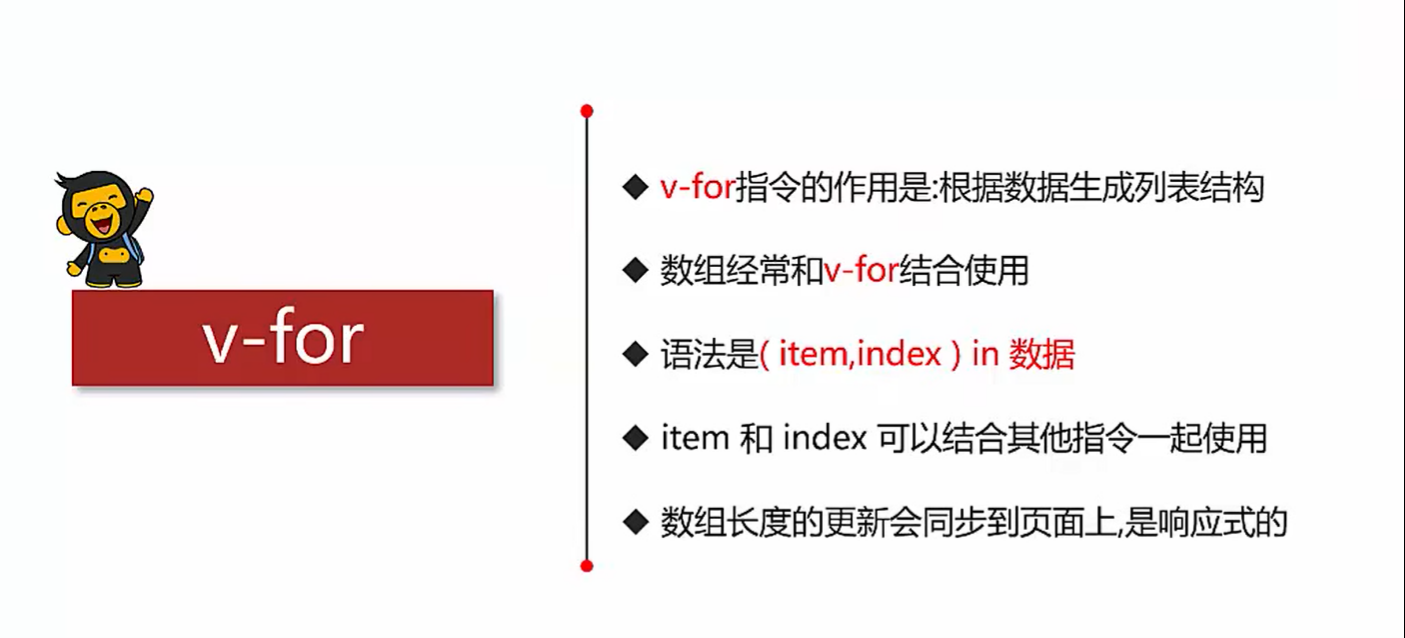 v-for
◆ v-for指令的作用是:根据数据生成列表结构
◆ 数组经常和v-for结合使用
◆ 语法是( item,index ) in 数据
◆ item 和 index 可以结合其他指令一起使用
◆ 数组长度的更新会同步到页面上,是响应式的